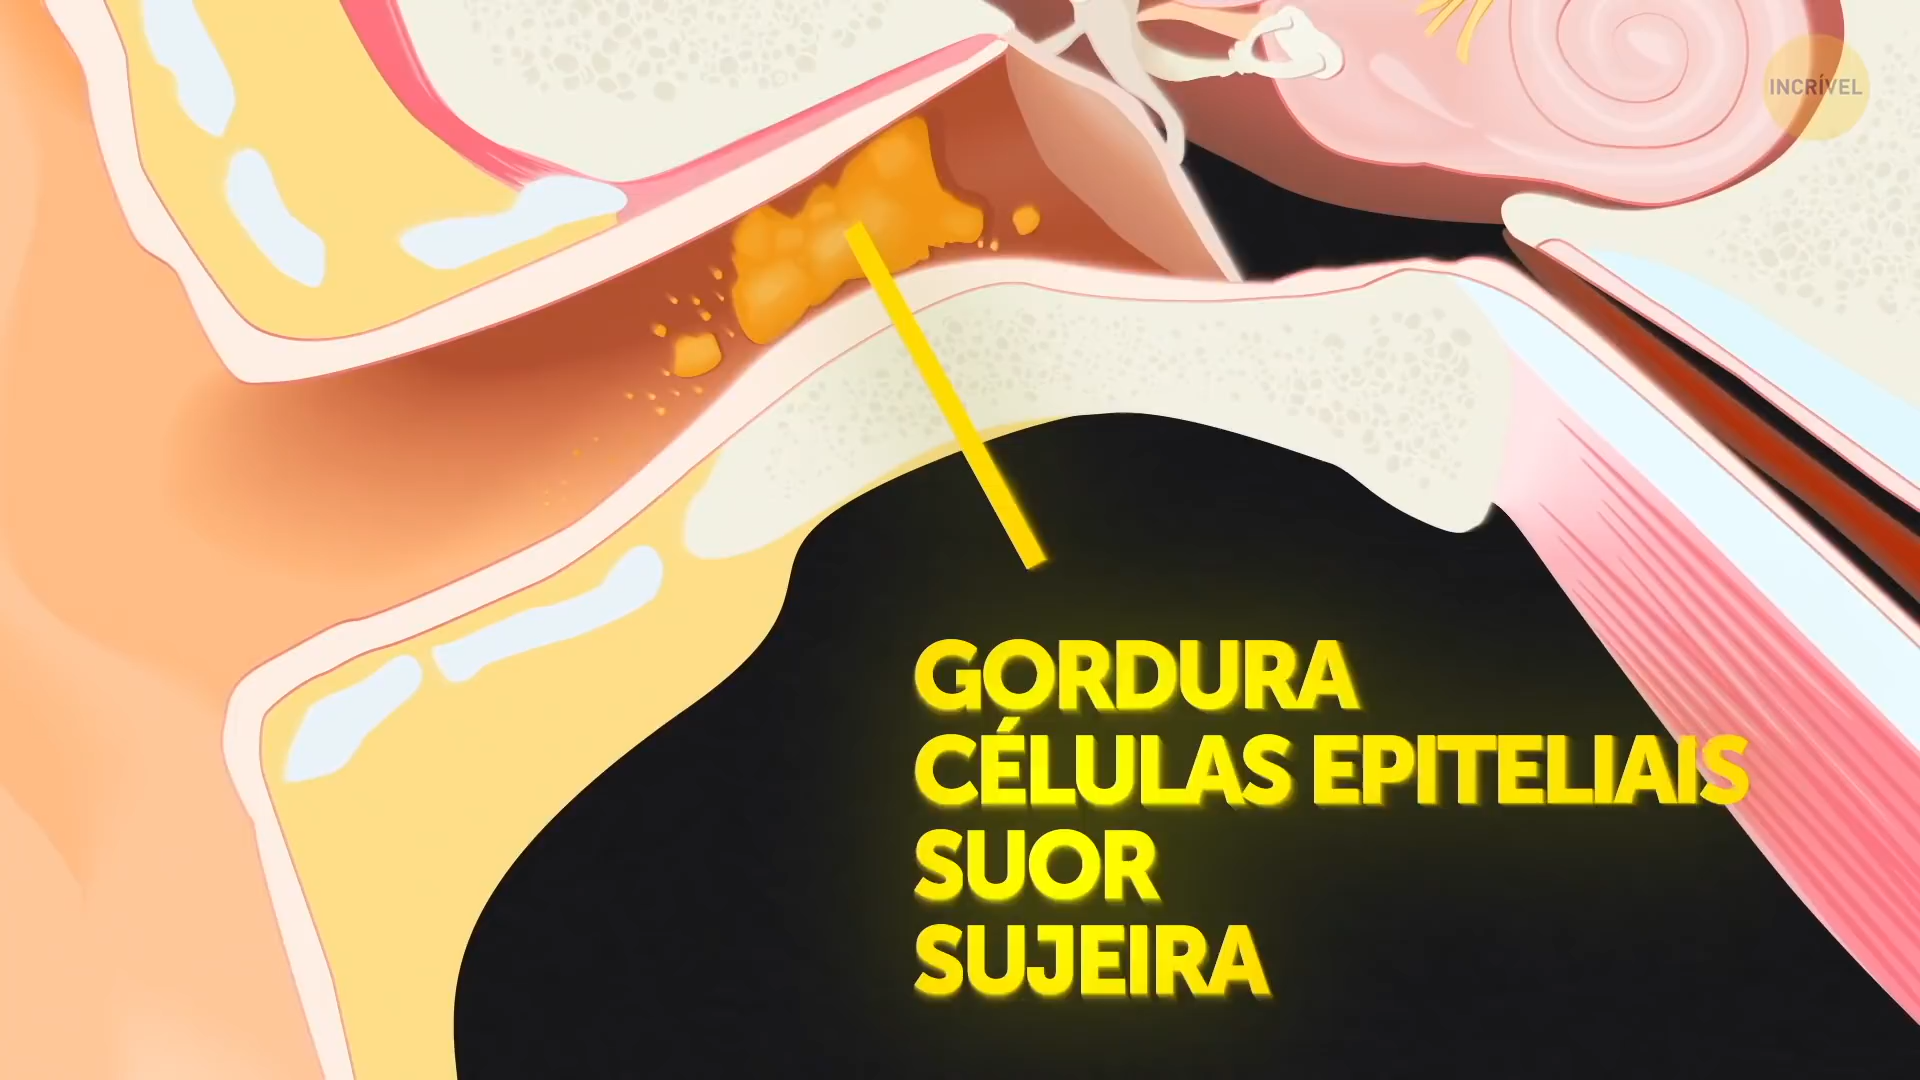 INCRÍVEL
GORDURA
CÉLULAS EPITELIAIS
SUOR
SUJEIRA